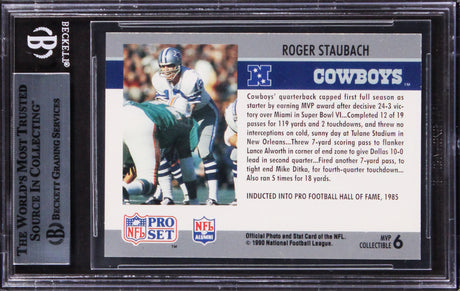 BECKETT
THE WORLD'S MOST TRUSTED
SOURCE IN COLLECTING™
BECKETT GRADING SERVICES
ROGER STAUBACH
COWBOYS
Cowboys' quarterback capped first full season as
starter by earning MVP award after decisive 24-3
victory over Miami in Super Bowl VI...Completed 12 of 19
passes for 119 yards and 2 touchdowns, and threw no
interceptions on cold, sunny day at Tulane Stadium in
New Orleans...Threw 7-yard scoring pass to flanker
Lance Alworth in corner of end zone to give Dallas 10-0
lead in second quarter...Fired another 7-yard pass, to
tight end Mike Ditka, for fourth-quarter touchdown...
Also ran 5 times for 18 yards.
INDUCTED INTO PRO FOOTBALL HALL OF FAME, 1985
NFL
PRO
SET
™
NFL
ALUMNI
Official Photo and Stat Card of the NFL.
© 1990 National Football League.
MVP
COLLECTIBLE 6